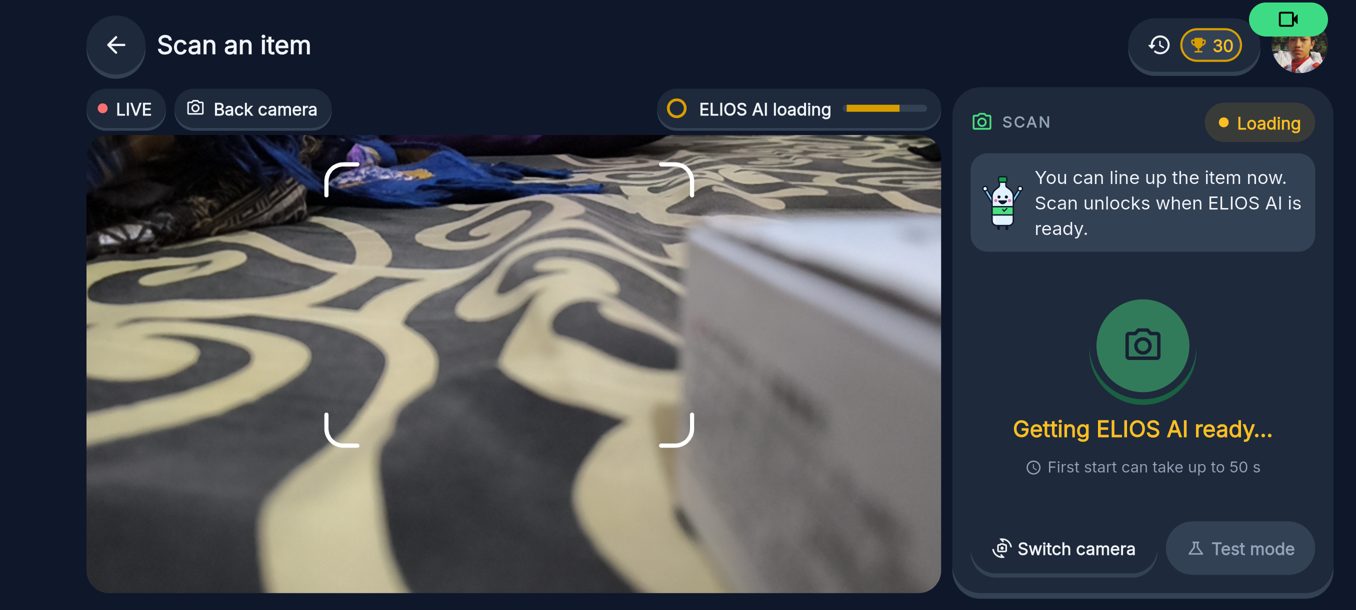 Scan an item
30
LIVE
Back camera
ELIOS AI loading
SCAN
Loading
You can line up the item now.
Scan unlocks when ELIOS AI is
ready.
Getting ELIOS AI ready...
First start can take up to 50 s
Switch camera
Test mode